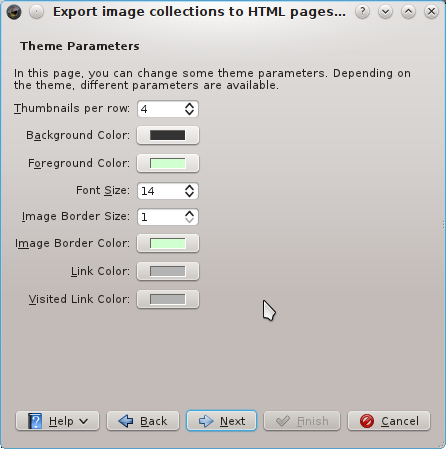 Export image collections to HTML pages...
Theme Parameters
In this page, you can change some theme parameters. Depending on
the theme, different parameters are available.
Thumbnails per row: 4
Background Color:
Foreground Color:
Font Size: 14
Image Border Size: 1
Image Border Color:
Link Color:
Visited Link Color:
Help Back Next Finish Cancel